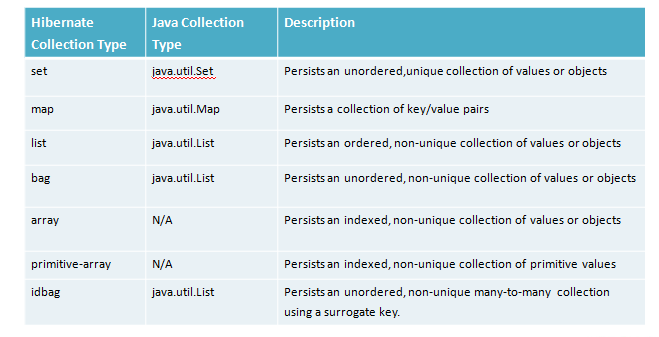 Hibernate Collection Type Java Collection Type Description
set java.util.Set Persists an unordered,unique collection of values or objects
map java.util.Map Persists a collection of key/value pairs
list java.util.List Persists an ordered, non-unique collection of values or objects
bag java.util.List Persists an unordered, non-unique collection of values or objects
array N/A Persists an indexed, non-unique collection of values or objects
primitive-array N/A Persists an indexed, non-unique collection of primitive values
idbag java.util.List Persists an unordered, non-unique many-to-many collection
using a surrogate key.